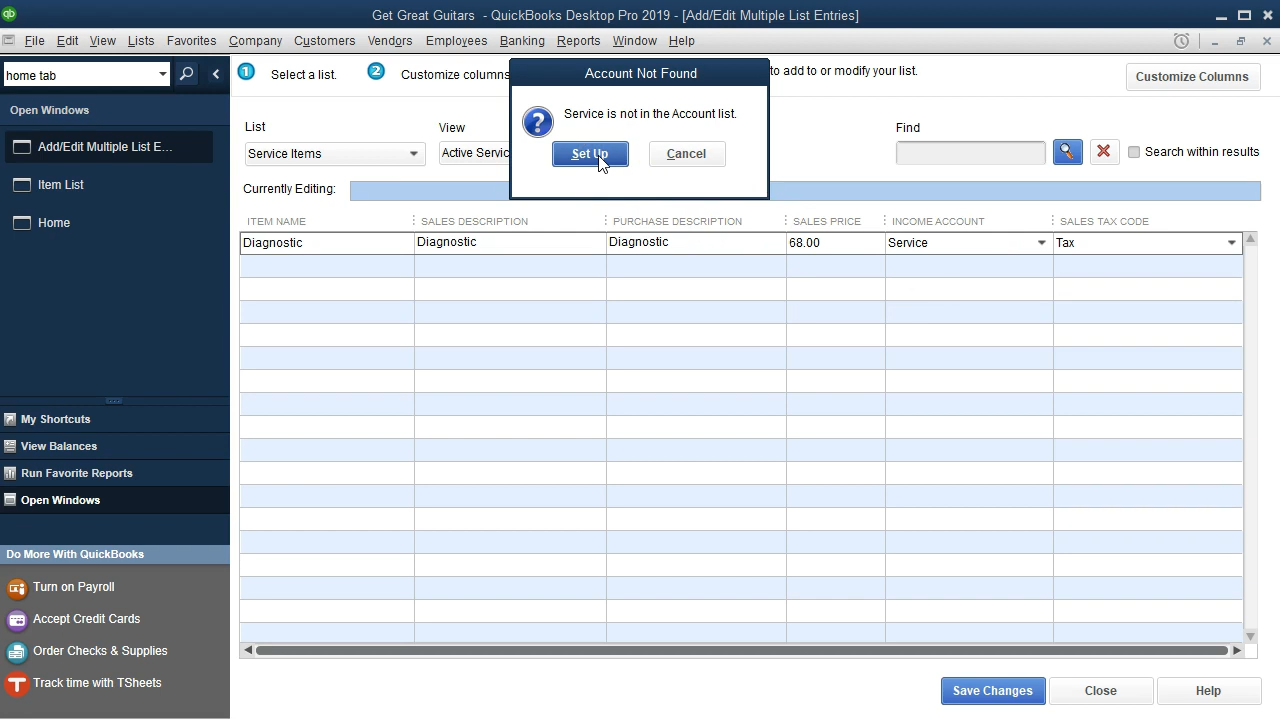 qb
Get Great Guitars - QuickBooks Desktop Pro 2019 - [Add/Edit Multiple List Entries]
File Edit View Lists Favorites Company Customers Vendors Employees Banking Reports Window Help
home tab
Open Windows
Add/Edit Multiple List E...
Item List
Home
My Shortcuts
View Balances
Run Favorite Reports
Open Windows
Do More With QuickBooks
Turn on Payroll
Accept Credit Cards
Order Checks & Supplies
Track time with TSheets
1 Select a list. 2 Customize columns to add to or modify your list.
Customize Columns
Account Not Found
Service is not in the Account list.
Set Up Cancel
List View Find
Service Items Active Servic Search within results
Currently Editing:
ITEM NAME SALES DESCRIPTION PURCHASE DESCRIPTION SALES PRICE INCOME ACCOUNT SALES TAX CODE
Diagnostic Diagnostic Diagnostic 68.00 Service Tax
Save Changes Close Help